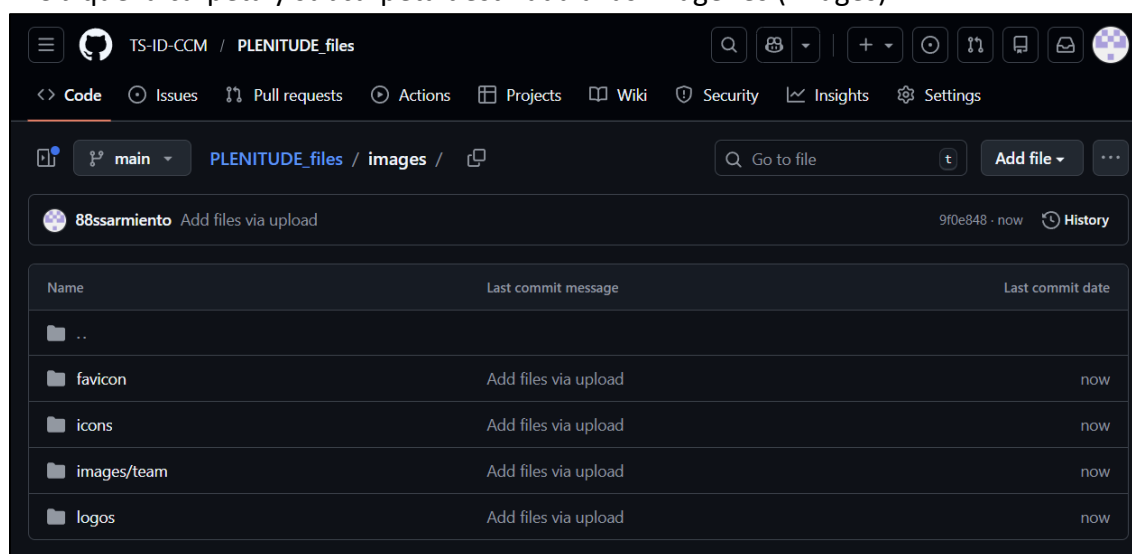 TS-ID-CCM / PLENITUDE_files
Code Issues Pull requests Actions Projects Wiki Security Insights Settings
main PLENITUDE_files / images / Go to file t Add file
88ssarmiento Add files via upload 9f0e848 · now History
Name Last commit message Last commit date
..
favicon Add files via upload now
icons Add files via upload now
images/team Add files via upload now
logos Add files via upload now